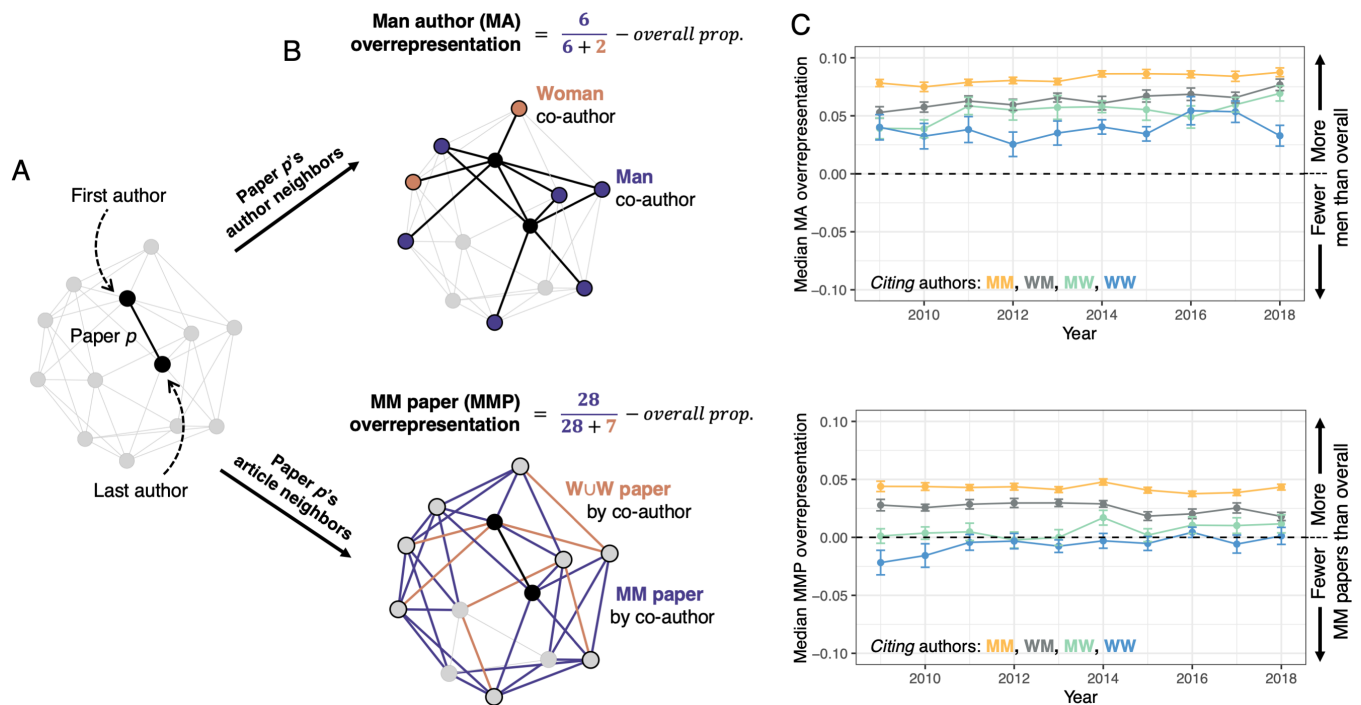 A
First author
Paper p
Last author
Paper p's
author neighbors
Paper p's
article neighbors
B
Man author (MA)
overrepresentation
= 6 / 6 + 2 − overall prop.
Woman
co-author
Man
co-author
MM paper (MMP)
overrepresentation
= 28 / 28 + 7 − overall prop.
W∪W paper
by co-author
MM paper
by co-author
C
Median MA overrepresentation
0.10
0.05
0.00
−0.05
−0.10
Citing authors: MM, WM, MW, WW
2010 2012 2014 2016 2018
Year
Fewer More
men than overall
Median MMP overrepresentation
0.10
0.05
0.00
−0.05
−0.10
Citing authors: MM, WM, MW, WW
2010 2012 2014 2016 2018
Year
Fewer More
MM papers than overall